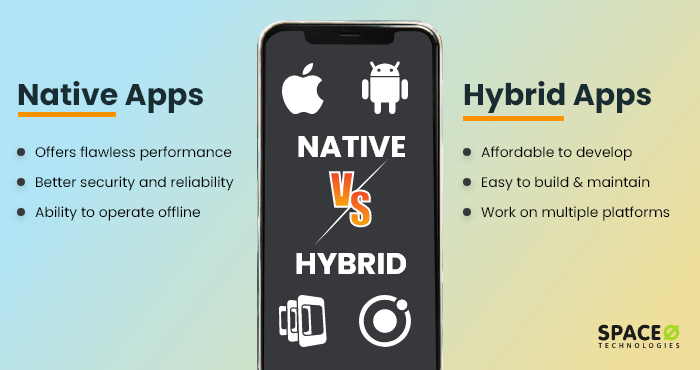 Native Apps
Offers flawless performance
Better security and reliability
Ability to operate offline
NATIVE
VS
HYBRID
Hybrid Apps
Affordable to develop
Easy to build & maintain
Work on multiple platforms
SPACEO
TECHNOLOGIES